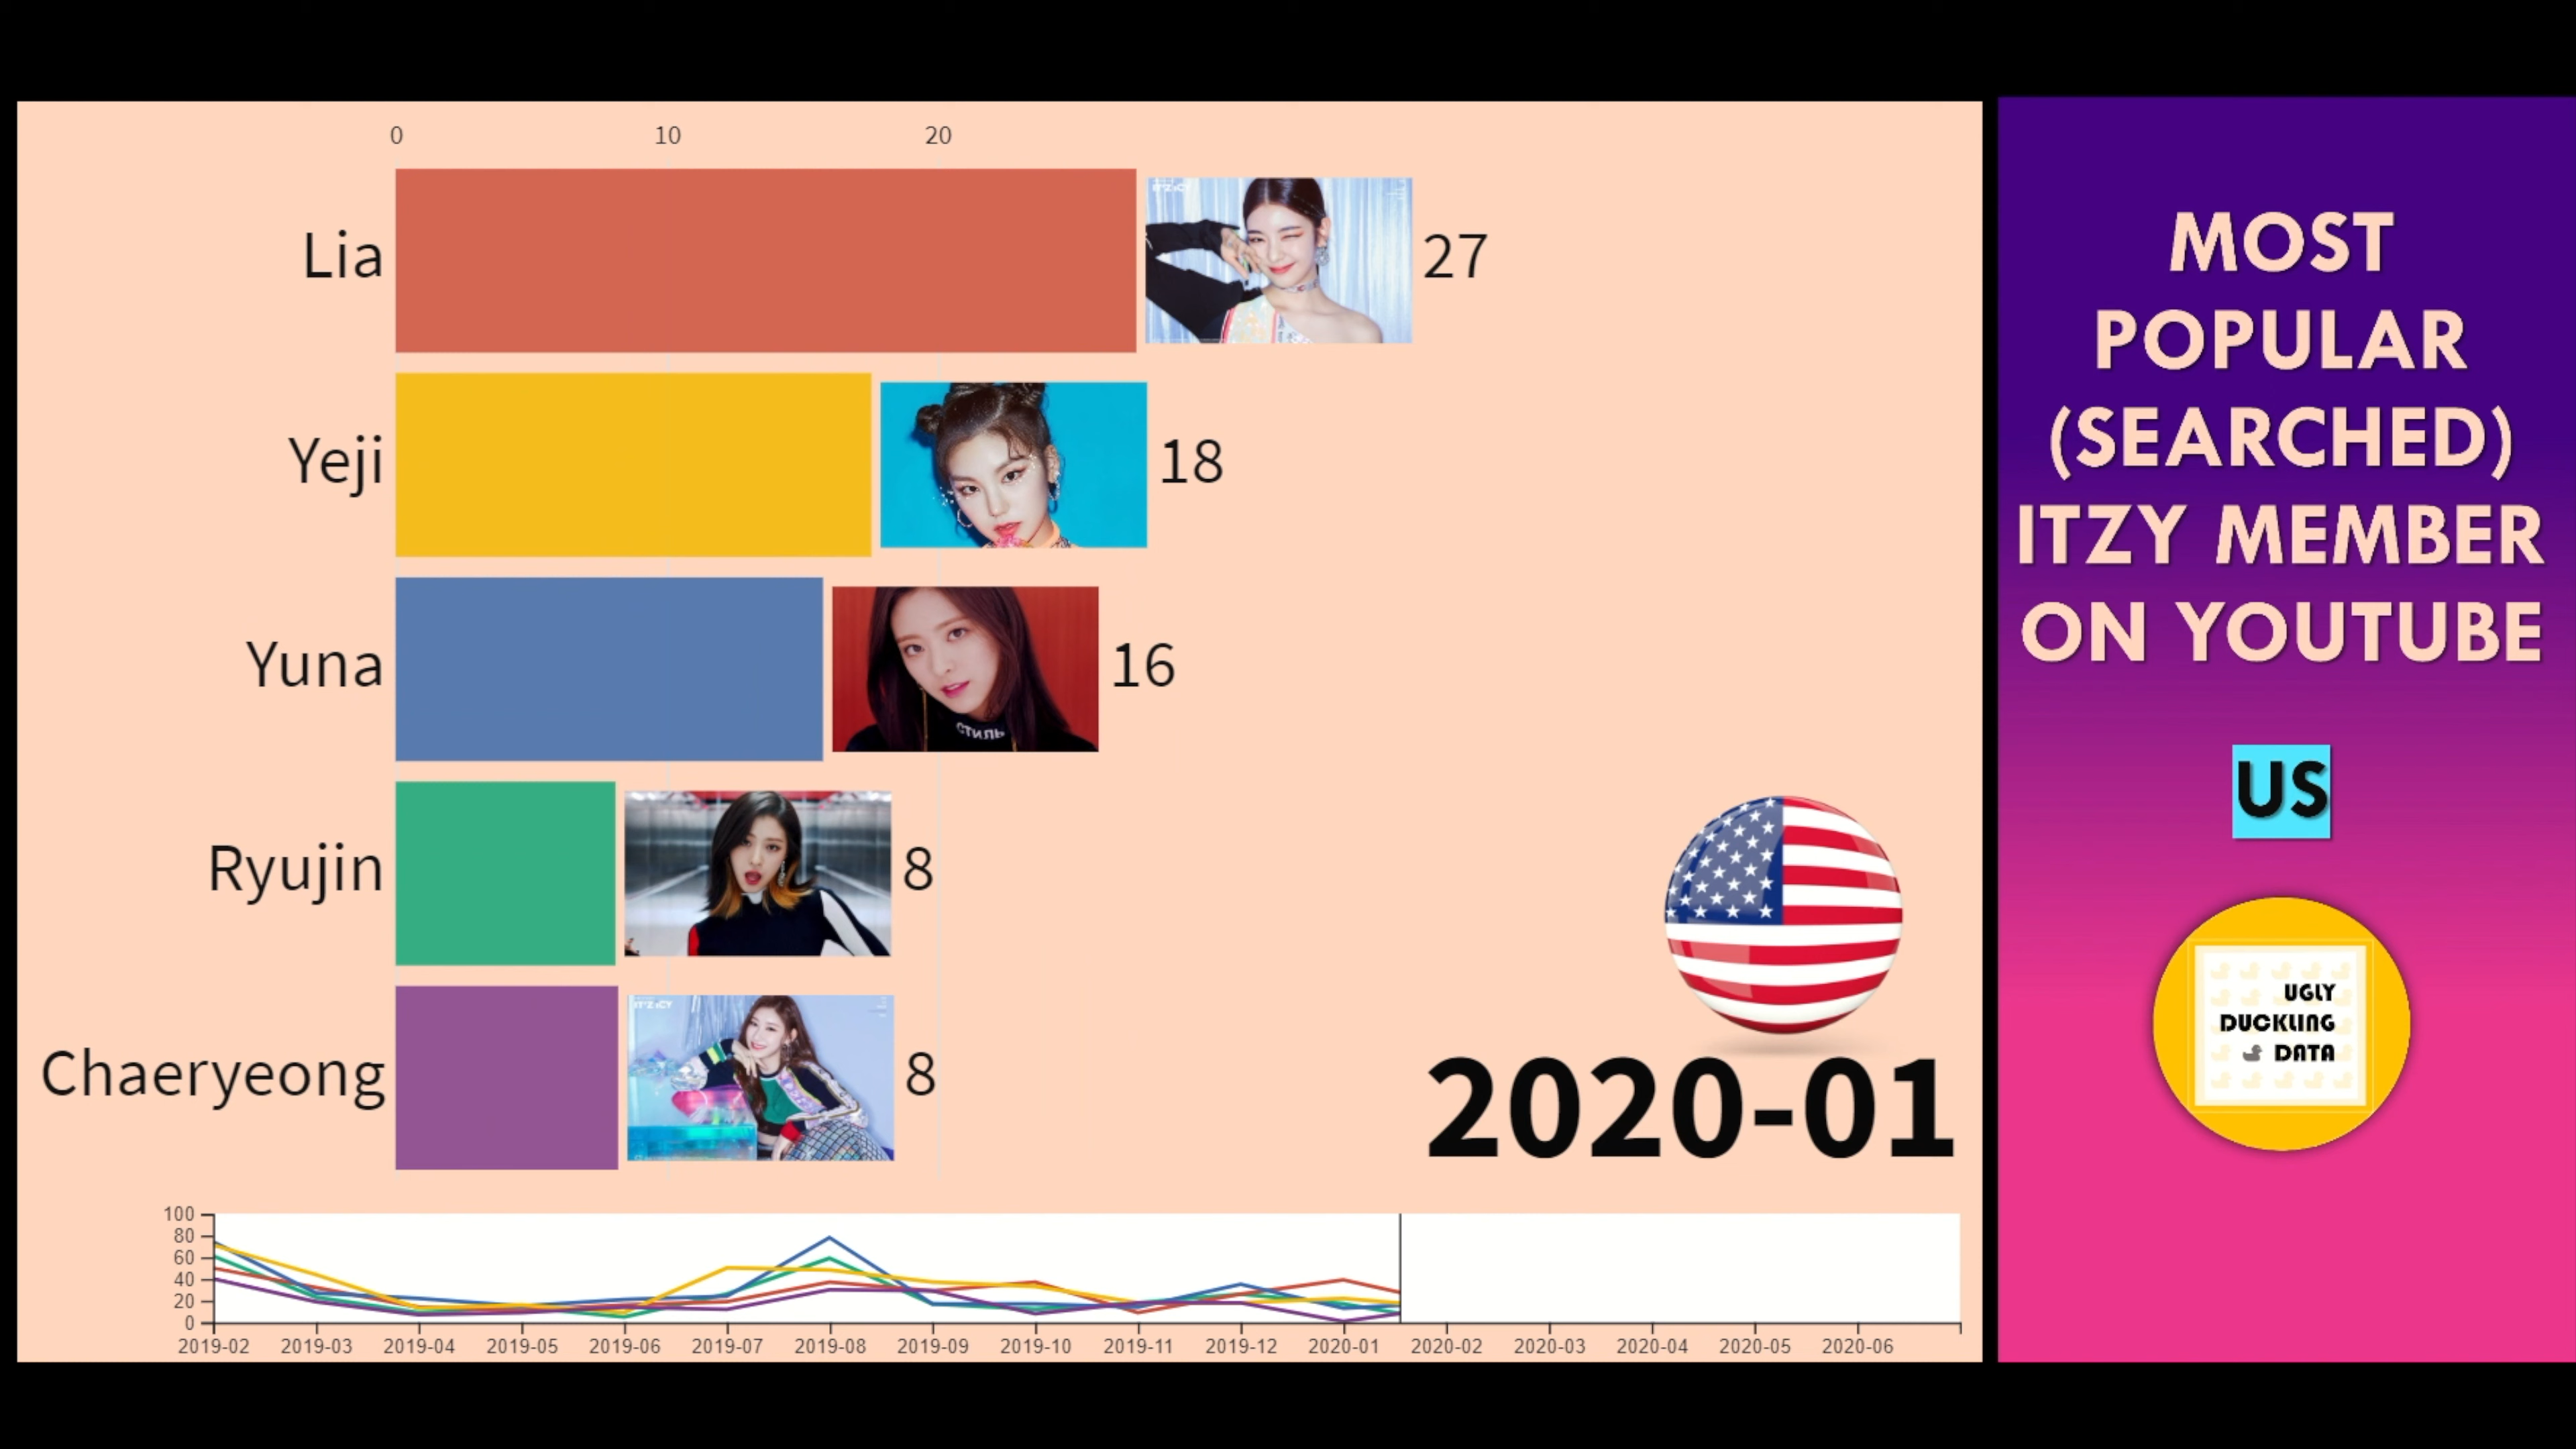 0 10 20
Lia 27
Yeji 18
Yuna 16
СТИЛЬ
Ryujin 8
Chaeryeong 8
2020-01
100
80
60
40
20
0
2019-02 2019-03 2019-04 2019-05 2019-06 2019-07 2019-08 2019-09 2019-10 2019-11 2019-12 2020-01 2020-02 2020-03 2020-04 2020-05 2020-06
MOST
POPULAR
(SEARCHED)
ITZY MEMBER
ON YOUTUBE
US
UGLY
DUCKLING
DATA